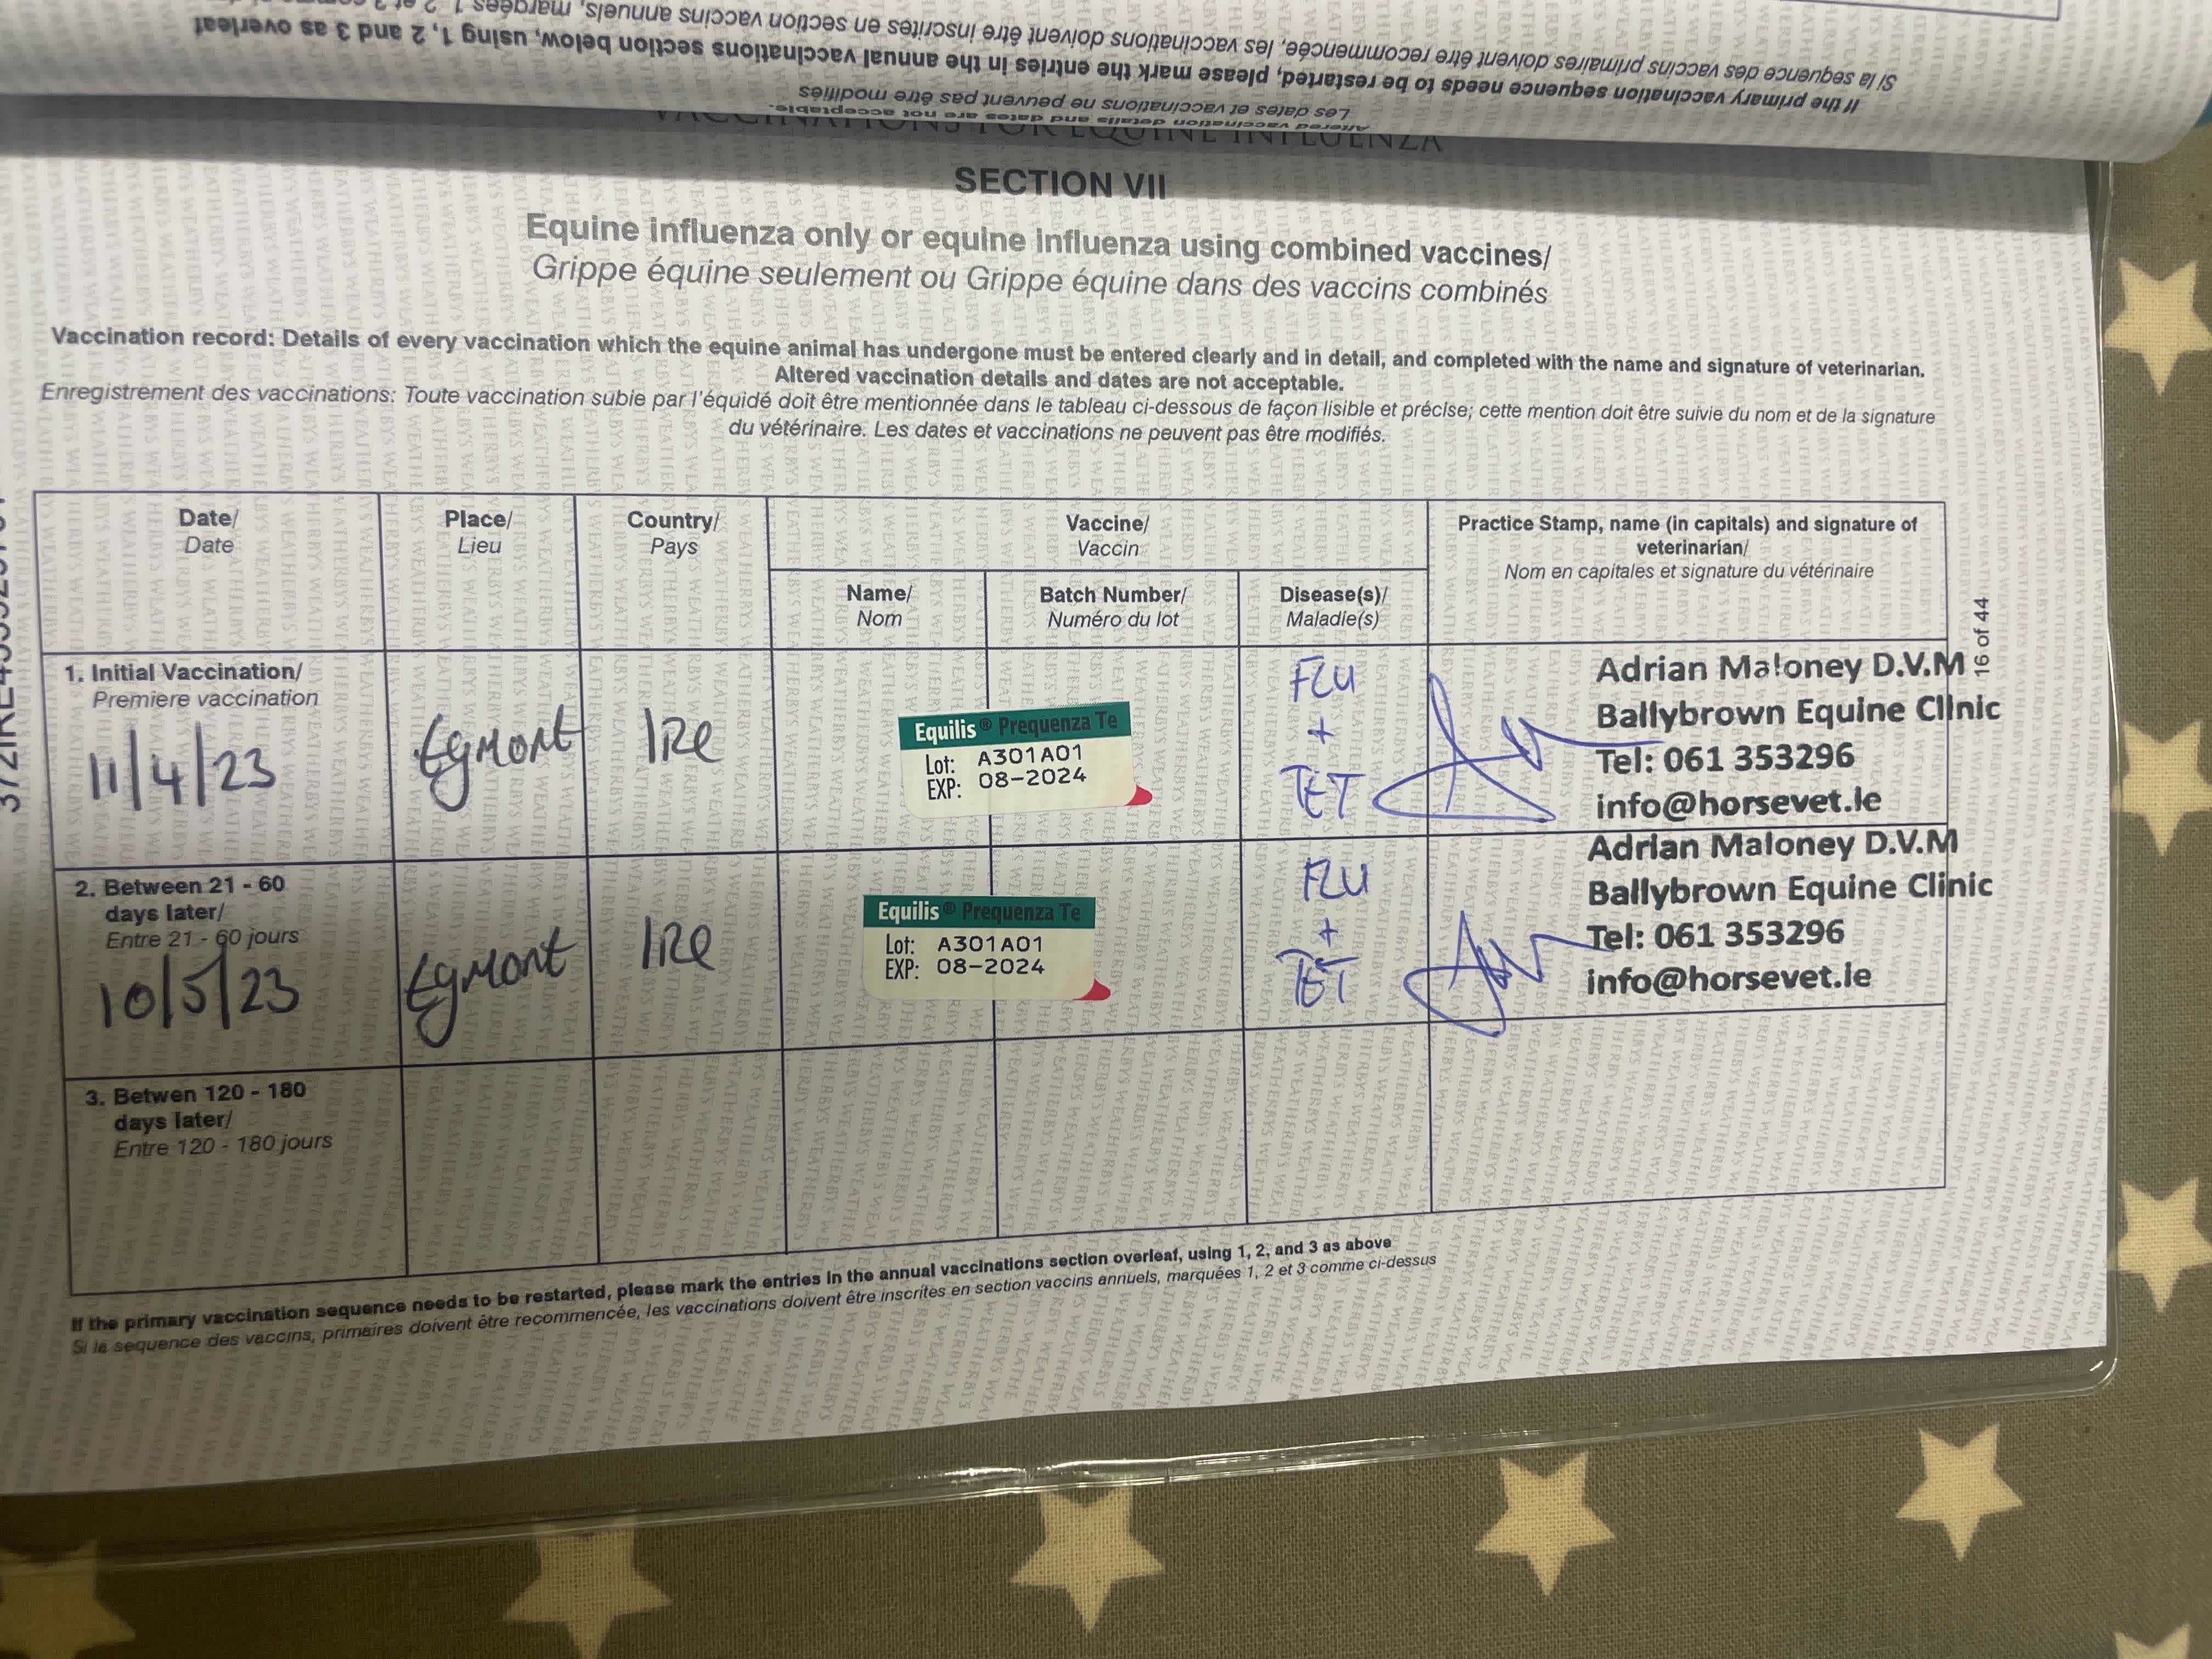 Si la sequence des vaccins primaires doivent être recommencée, les vaccinations doivent être inscrites en section vaccins annuels, marquées 1, 2 et 3
If the primary vaccination sequence needs to be restarted, please mark the entries in the annual vaccinations section below, using 1, 2 and 3 as overleaf
Les dates et vaccinations ne peuvent pas être modifiés
Altered vaccination details and dates are not acceptable.
VACCINATIONS FOR EQUINE INFLUENZA
SECTION VII
Equine influenza only or equine influenza using combined vaccines/
Grippe équine seulement ou Grippe équine dans des vaccins combinés
Vaccination record: Details of every vaccination which the equine animal has undergone must be entered clearly and in detail, and completed with the name and signature of veterinarian.
Altered vaccination details and dates are not acceptable.
Enregistrement des vaccinations: Toute vaccination subie par l'équidé doit être mentionnée dans le tableau ci-dessous de façon lisible et précise; cette mention doit être suivie du nom et de la signature
du vétérinaire. Les dates et vaccinations ne peuvent pas être modifiés.
Date/
Date
Place/
Lieu
Country/
Pays
Vaccine/
Vaccin
Practice Stamp, name (in capitals) and signature of
veterinarian/
Nom en capitales et signature du vétérinaire
Name/
Nom
Batch Number/
Numéro du lot
Disease(s)/
Maladie(s)
16 of 44
1. Initial Vaccination/
Premiere vaccination
11/4/23
Egmont
IRE
Equilis® Prequenza Te
Lot: A301A01
EXP: 08-2024
FLU
+
TET
Adrian Maloney D.V.M
Ballybrown Equine Clinic
Tel: 061 353296
info@horsevet.ie
2. Between 21 - 60
days later/
Entre 21 - 60 jours
10/5/23
Egmont
IRE
Equilis® Prequenza Te
Lot: A301A01
EXP: 08-2024
FLU
+
TET
Adrian Maloney D.V.M
Ballybrown Equine Clinic
Tel: 061 353296
info@horsevet.ie
3. Betwen 120 - 180
days later/
Entre 120 - 180 jours
If the primary vaccination sequence needs to be restarted, please mark the entries in the annual vaccinations section overleaf, using 1, 2, and 3 as above
Si la sequence des vaccins, primaires doivent être recommencée, les vaccinations doivent être inscrites en section vaccins annuels, marquées 1, 2 et 3 comme ci-dessus